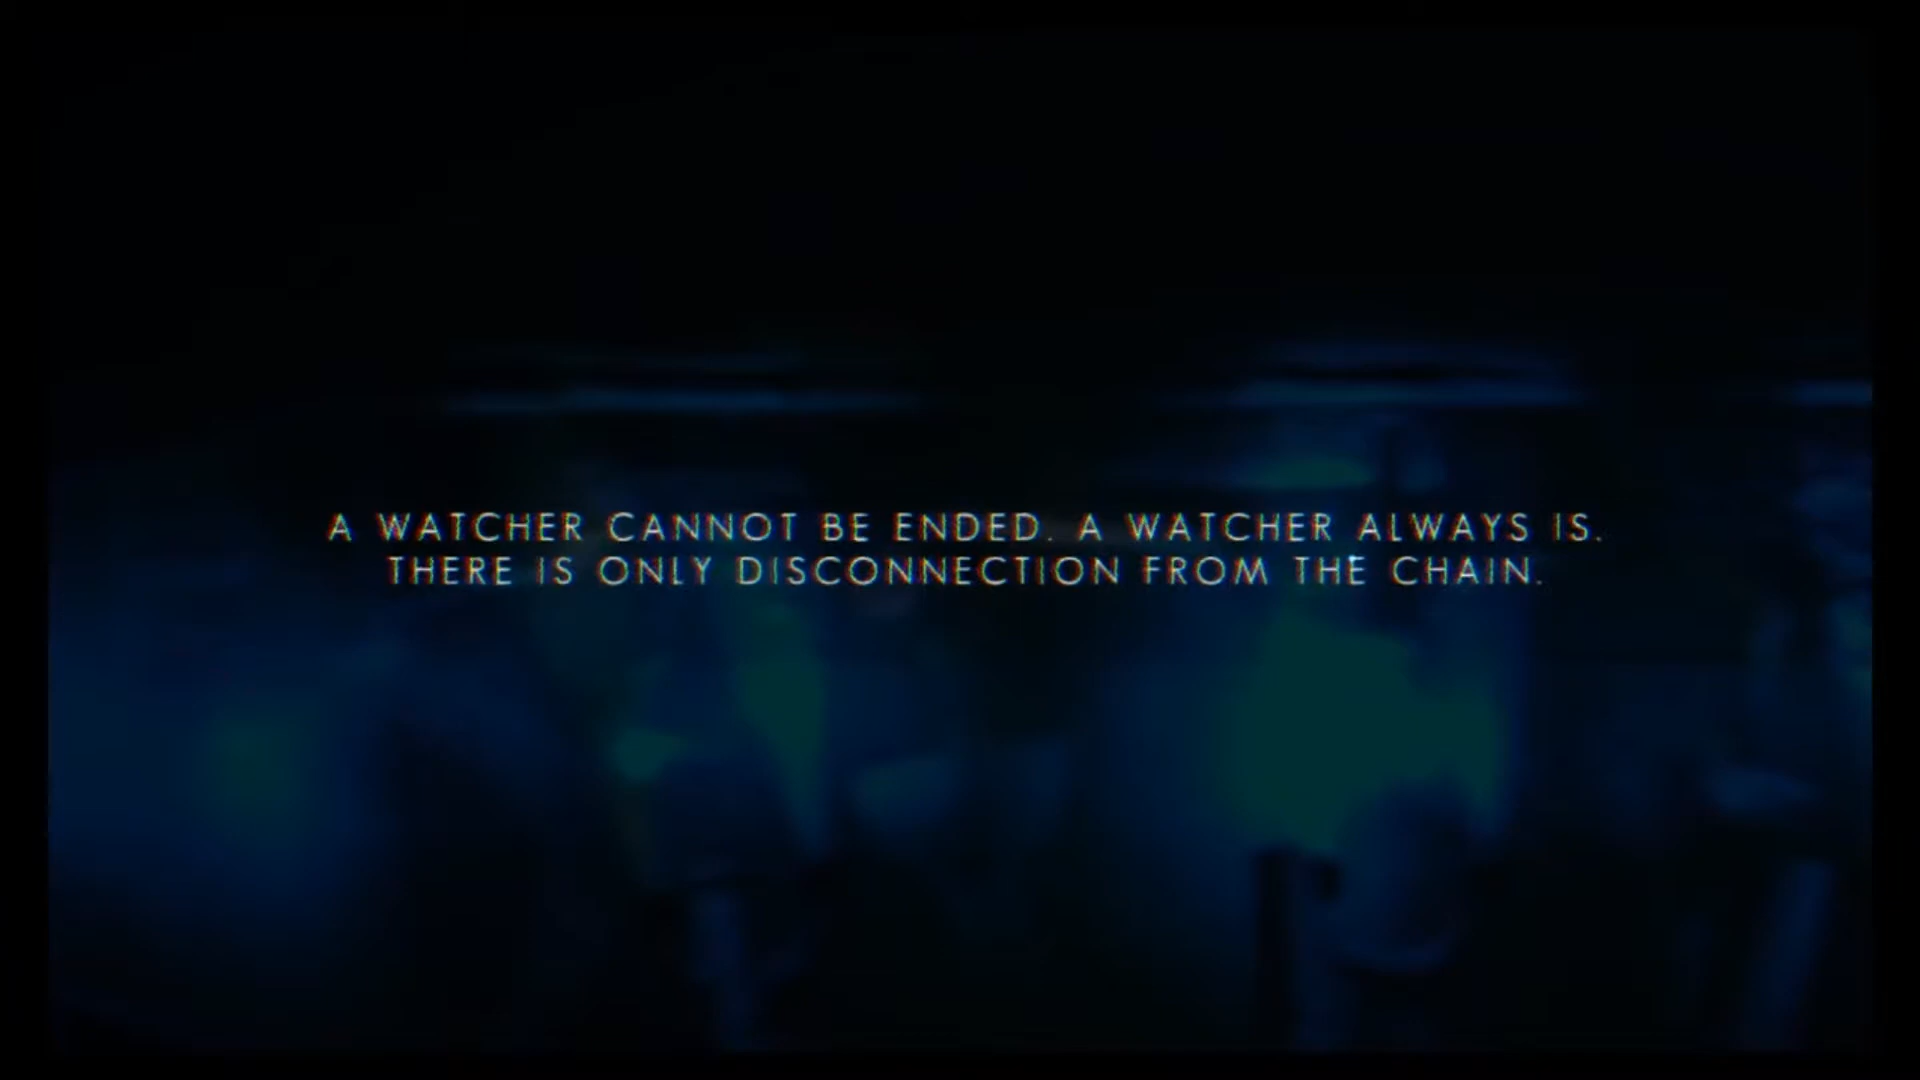 A WATCHER CANNOT BE ENDED. A WATCHER ALWAYS IS.
THERE IS ONLY DISCONNECTION FROM THE CHAIN.